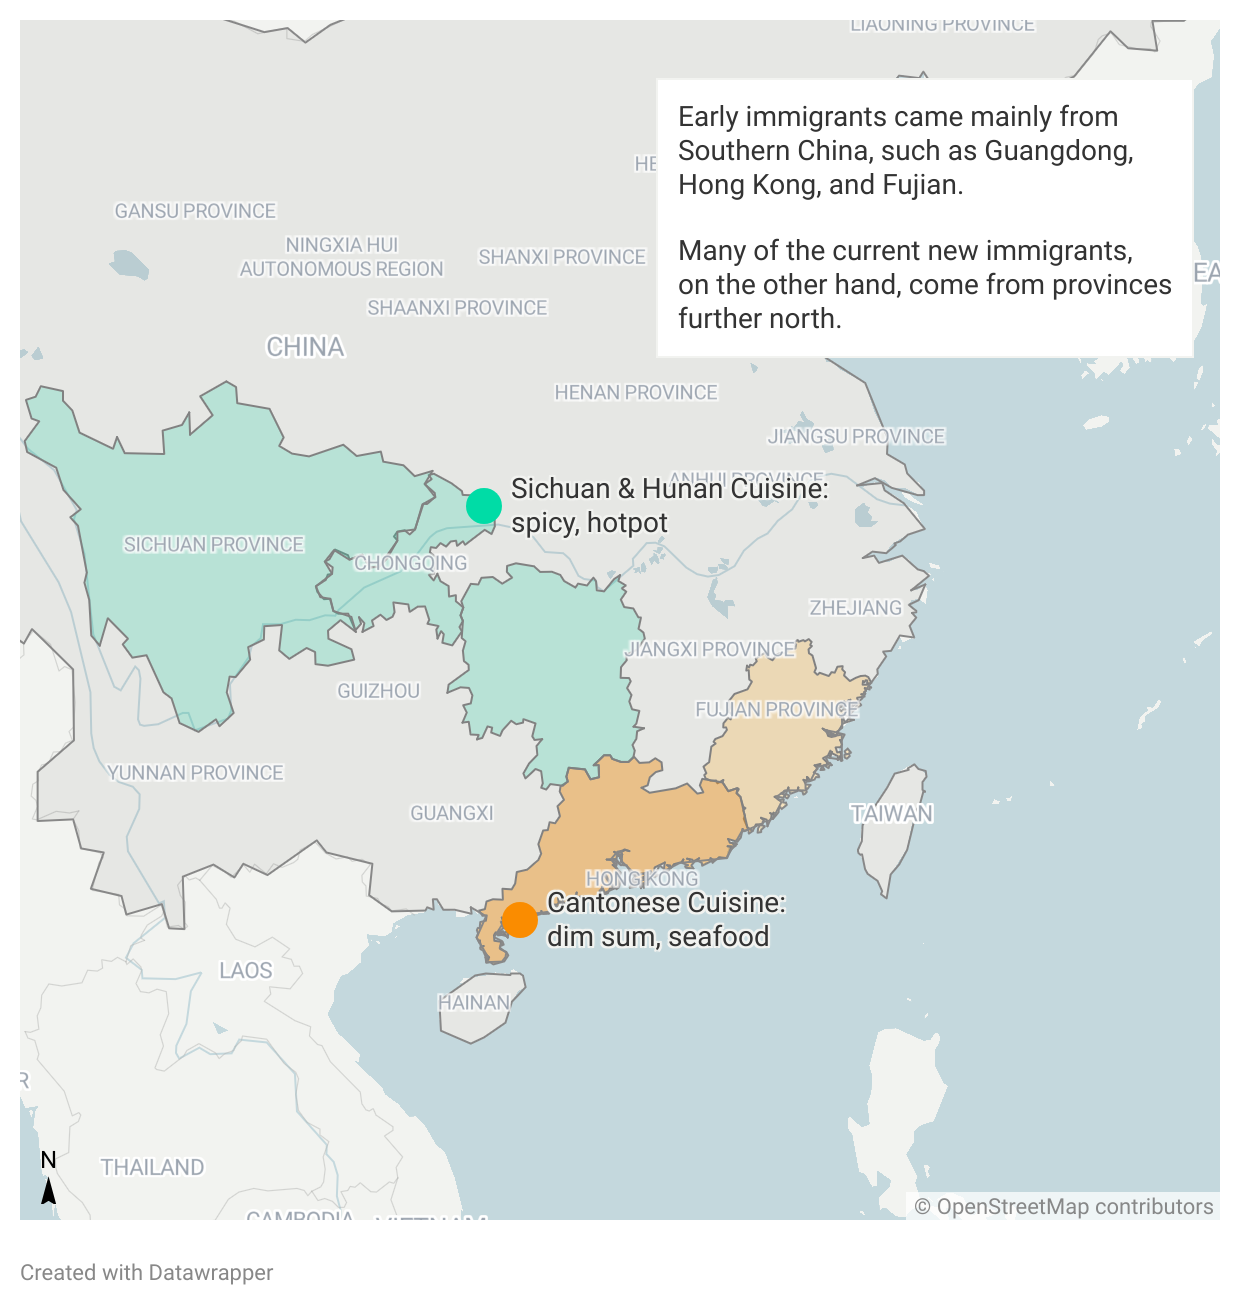 LIAONING PROVINCE
Early immigrants came mainly from
Southern China, such as Guangdong,
Hong Kong, and Fujian.
Many of the current new immigrants,
on the other hand, come from provinces
further north.
HE
GANSU PROVINCE
NINGXIA HUI
AUTONOMOUS REGION
SHANXI PROVINCE
EA
SHAANXI PROVINCE
CHINA
HENAN PROVINCE
JIANGSU PROVINCE
ANHUI PROVINCE
Sichuan & Hunan Cuisine:
spicy, hotpot
SICHUAN PROVINCE
CHONGQING
ZHEJIANG
JIANGXI PROVINCE
GUIZHOU
FUJIAN PROVINCE
YUNNAN PROVINCE
GUANGXI
TAIWAN
HONG KONG
Cantonese Cuisine:
dim sum, seafood
LAOS
HAINAN
R
N
THAILAND
CAMBODIA
VIETNAM
© OpenStreetMap contributors
Created with Datawrapper